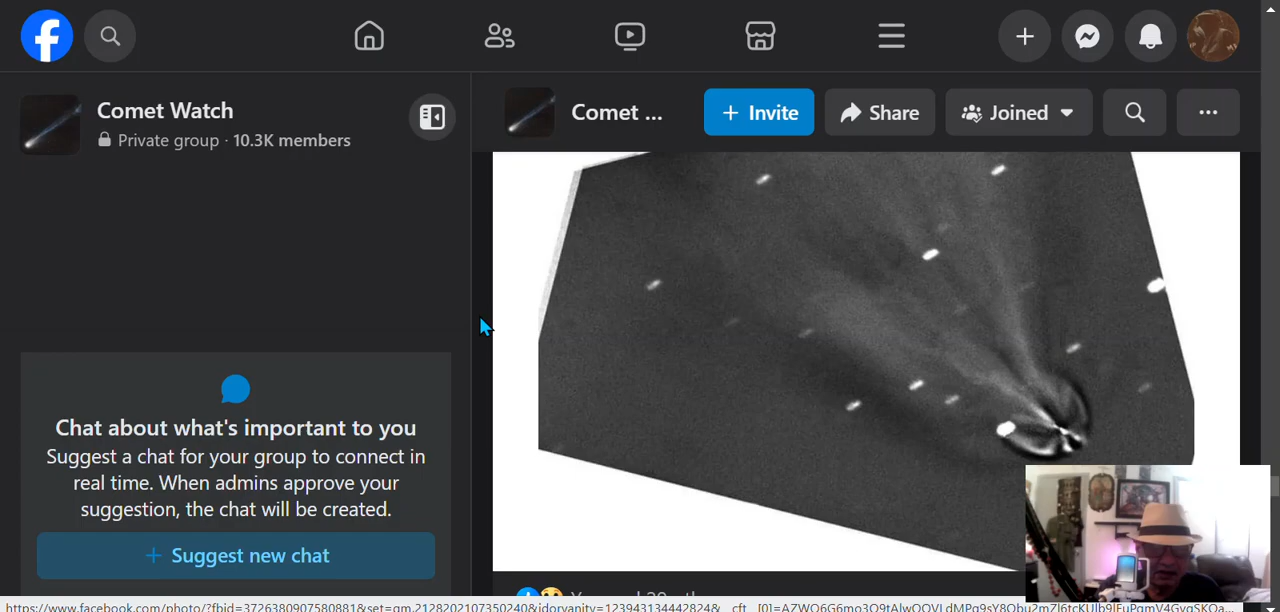 Comet Watch
Private group · 10.3K members
Comet ...
+ Invite
Share
Joined
Chat about what's important to you
Suggest a chat for your group to connect in
real time. When admins approve your
suggestion, the chat will be created.
+ Suggest new chat